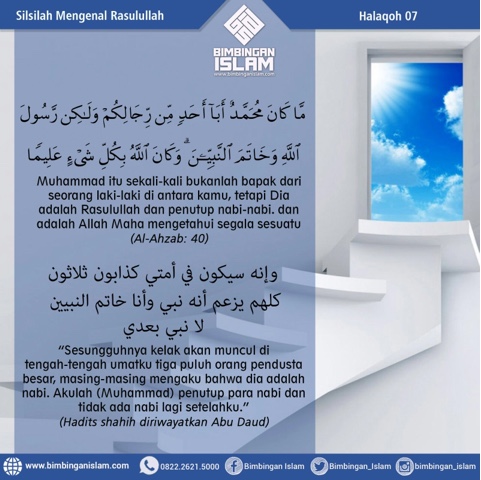 Silsilah Mengenal Rasulullah
Halaqoh 07
BIMBINGAN
ISLAM
www.bimbinganislam.com
مَّا كَانَ مُحَمَّدٌ أَبَآ أَحَدٍ مِّن رِّجَالِكُمْ وَلَٰكِن رَّسُولَ
ٱللَّهِ وَخَاتَمَ ٱلنَّبِيِّـۧنَ ۗ وَكَانَ ٱللَّهُ بِكُلِّ شَىْءٍ عَلِيمًا
Muhammad itu sekali-kali bukanlah bapak dari
seorang laki-laki di antara kamu, tetapi Dia
adalah Rasulullah dan penutup nabi-nabi. dan
adalah Allah Maha mengetahui segala sesuatu
(Al-Ahzab: 40)
وإنه سيكون في أمتي كذابون ثلاثون
كلهم يزعم أنه نبي وأنا خاتم النبيين
لا نبي بعدي
“Sesungguhnya kelak akan muncul di
tengah-tengah umatku tiga puluh orang pendusta
besar, masing-masing mengaku bahwa dia adalah
nabi. Akulah (Muhammad) penutup para nabi dan
tidak ada nabi lagi setelahku.”
(Hadits shahih diriwayatkan Abu Daud)
www.bimbinganislam.com
0822.2621.5000
Bimbingan Islam
Bimbingan_Islam
Bimbingan Islam